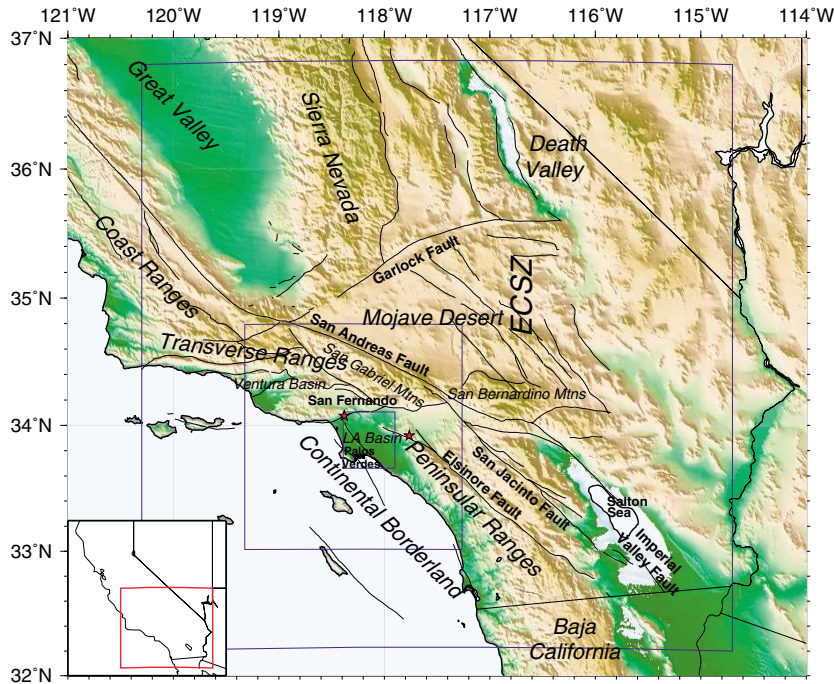 121˚W
120˚W
119˚W
118˚W
117˚W
116˚W
115˚W
114˚W
37˚N
36˚N
35˚N
34˚N
33˚N
32˚N
Great Valley
Sierra Nevada
Death
Valley
Coast Ranges
Garlock Fault
ECSZ
Mojave Desert
San Andreas Fault
Transverse Ranges
San Gabriel Mtns
Ventura Basin
San Bernardino Mtns
San Fernando
LA Basin
Palos
Verdes
Peninsular Ranges
Elsinore Fault
San Jacinto Fault
Continental Borderland
Salton
Sea
Imperial
Valley Fault
Baja
California